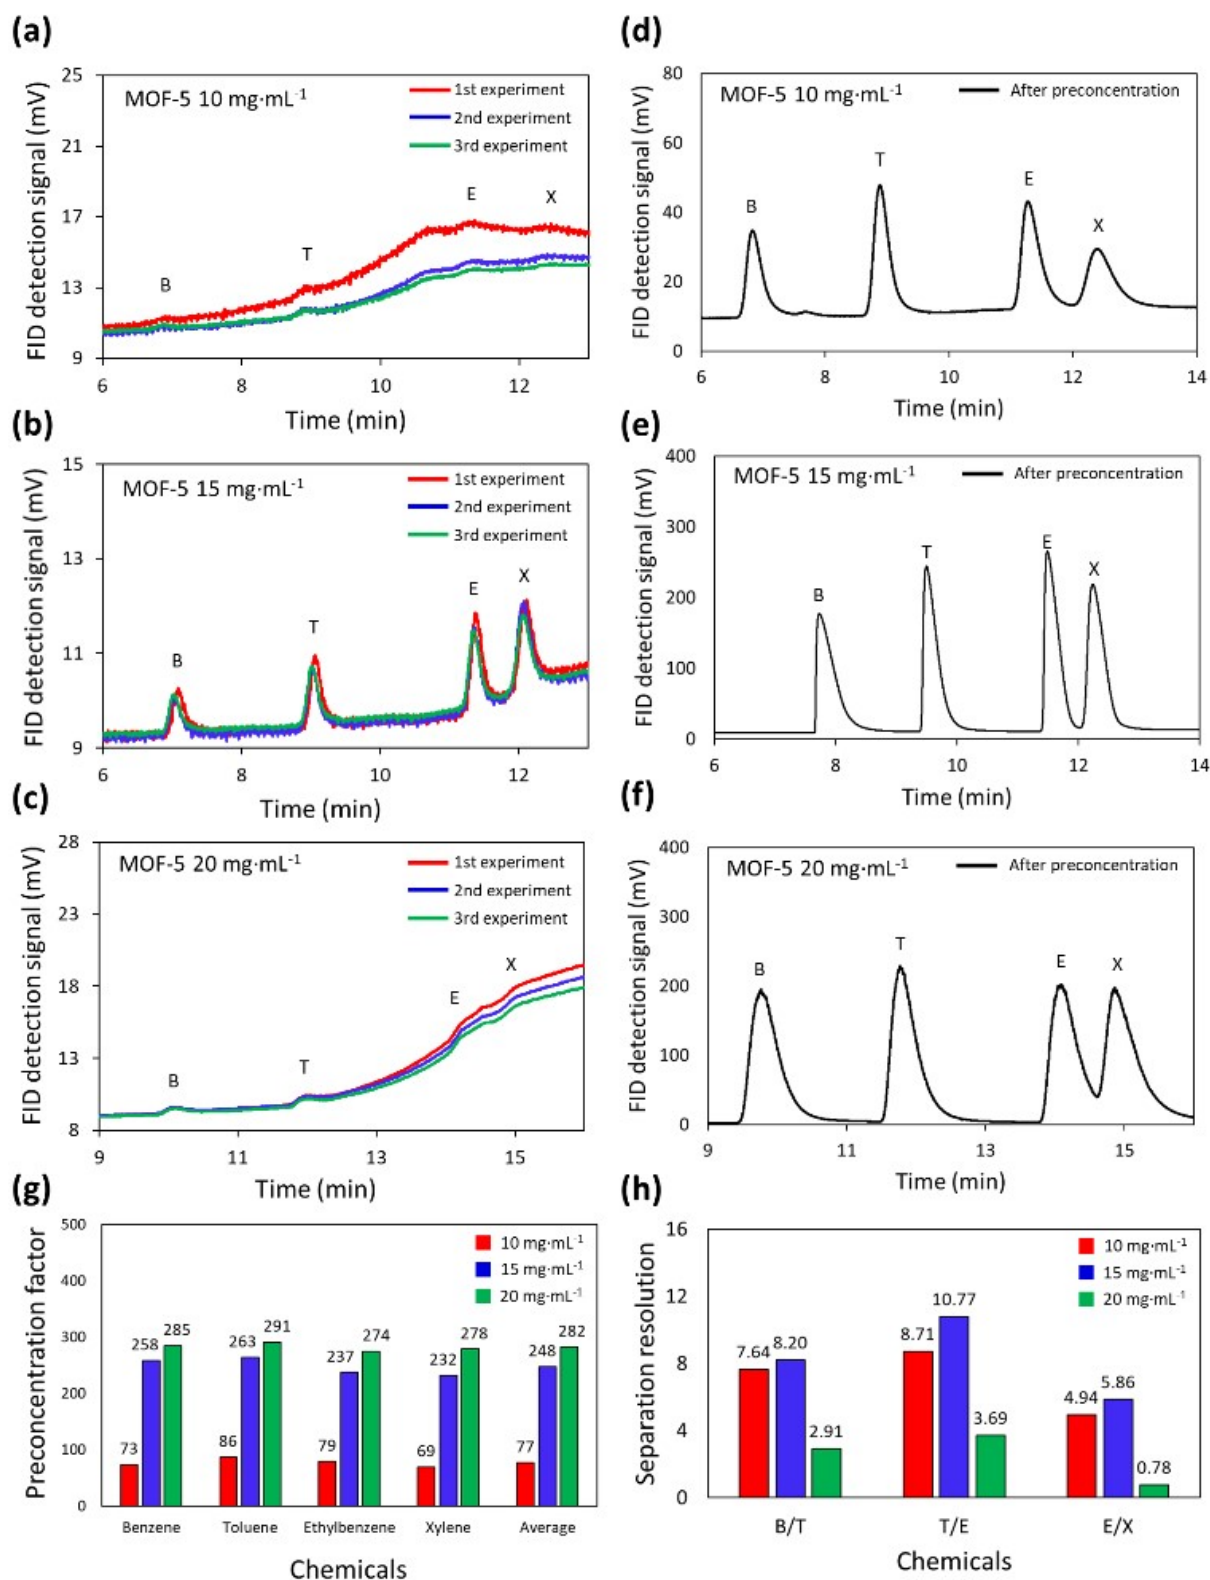 (a)
25
21
17
13
9
FID detection signal (mV)
MOF-5 10 mg·mL⁻¹
1st experiment
2nd experiment
3rd experiment
B
T
E
X
6
8
10
12
Time (min)
(d)
80
60
40
20
0
FID detection signal (mV)
MOF-5 10 mg·mL⁻¹
After preconcentration
B
T
E
X
6
8
10
12
14
Time (min)
(b)
15
13
11
9
FID detection signal (mV)
MOF-5 15 mg·mL⁻¹
1st experiment
2nd experiment
3rd experiment
B
T
E
X
6
8
10
12
Time (min)
(e)
400
300
200
100
0
FID detection signal (mV)
MOF-5 15 mg·mL⁻¹
After preconcentration
B
T
E
X
6
8
10
12
14
Time (min)
(c)
28
23
18
13
8
FID detection signal (mV)
MOF-5 20 mg·mL⁻¹
1st experiment
2nd experiment
3rd experiment
B
T
E
X
9
11
13
15
Time (min)
(f)
400
300
200
100
0
FID detection signal (mV)
MOF-5 20 mg·mL⁻¹
After preconcentration
B
T
E
X
9
11
13
15
Time (min)
(g)
500
400
300
200
100
0
Preconcentration factor
10 mg·mL⁻¹
15 mg·mL⁻¹
20 mg·mL⁻¹
73
258
285
86
263
291
79
237
274
69
232
278
77
248
282
Benzene
Toluene
Ethylbenzene
Xylene
Average
Chemicals
(h)
16
12
8
4
0
Separation resolution
10 mg·mL⁻¹
15 mg·mL⁻¹
20 mg·mL⁻¹
7.64
8.20
2.91
8.71
10.77
3.69
4.94
5.86
0.78
B/T
T/E
E/X
Chemicals